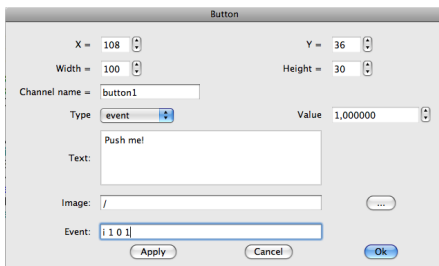 Button
X = 108 Y = 36
Width = 100 Height = 30
Channel name = button1
Type event Value 1,000000
Text: Push me!
Image: / ...
Event: i 1 0 1
Apply Cancel Ok